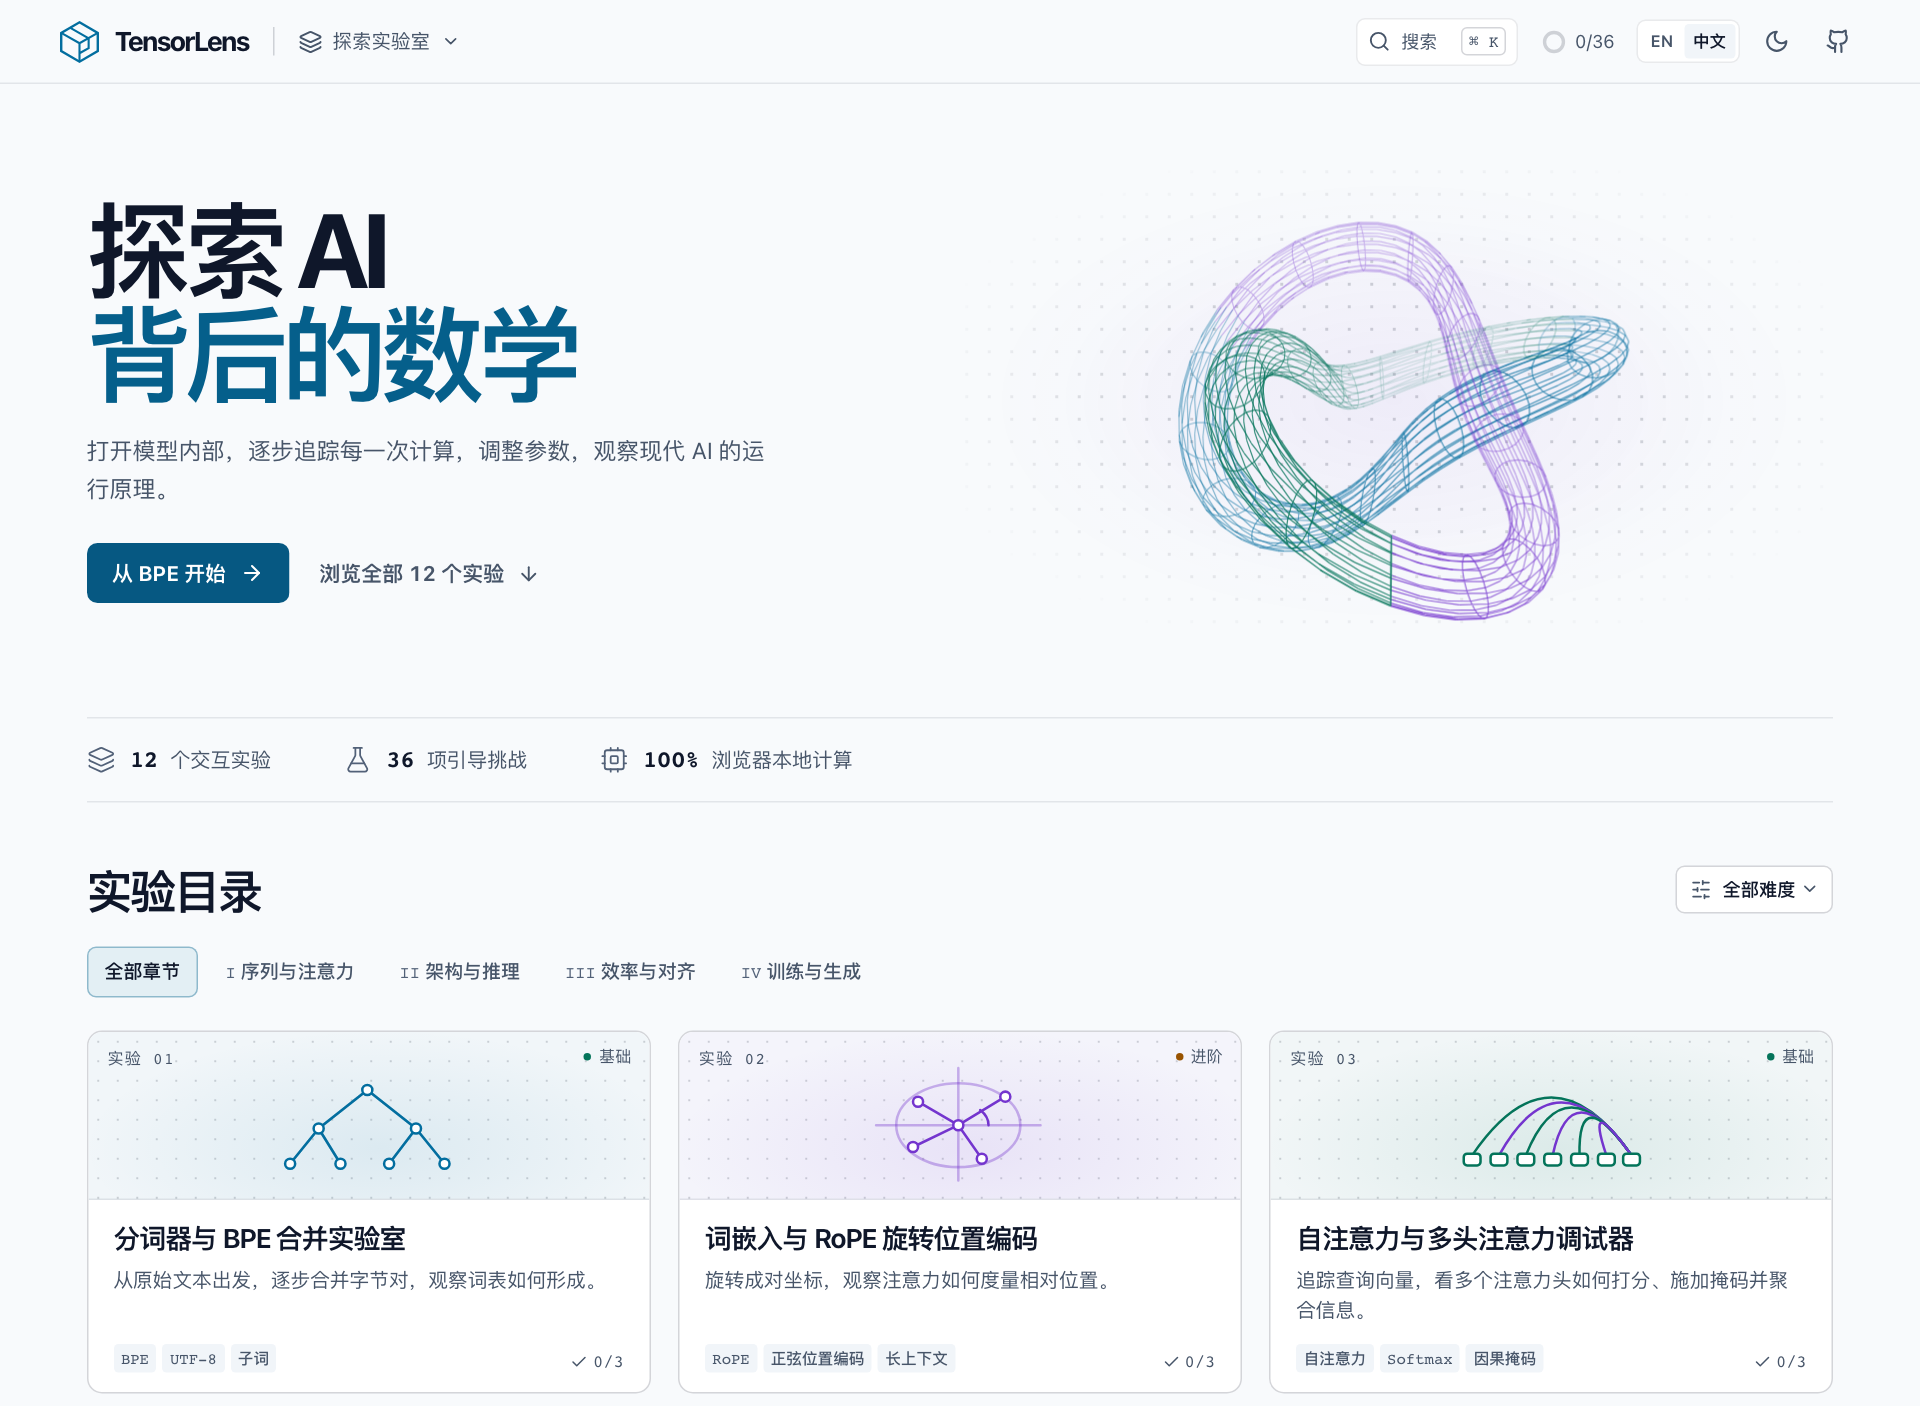 TensorLens
探索实验室
搜索 ⌘ K
0/36
EN 中文
探索 AI
背后的数学
打开模型内部，逐步追踪每一次计算，调整参数，观察现代 AI 的运
行原理。
从 BPE 开始 →
浏览全部 12 个实验 ↓
12 个交互实验
36 项引导挑战
100% 浏览器本地计算
实验目录
全部难度
全部章节
I 序列与注意力
II 架构与推理
III 效率与对齐
IV 训练与生成
实验 01
基础
分词器与 BPE 合并实验室
从原始文本出发，逐步合并字节对，观察词表如何形成。
BPE UTF-8 子词
0/3
实验 02
进阶
词嵌入与 RoPE 旋转位置编码
旋转成对坐标，观察注意力如何度量相对位置。
RoPE 正弦位置编码 长上下文
0/3
实验 03
基础
自注意力与多头注意力调试器
追踪查询向量，看多个注意力头如何打分、施加掩码并聚
合信息。
自注意力 Softmax 因果掩码
0/3